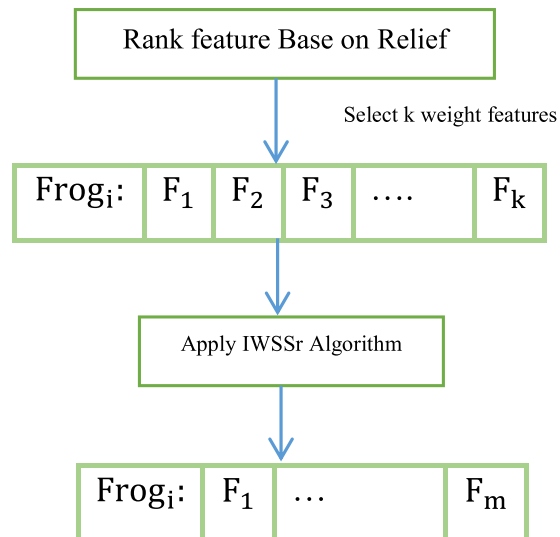 Rank feature Base on Relief
Select k weight features
Frogᵢ: F₁ F₂ F₃ .... Fₖ
Apply IWSSr Algorithm
Frogᵢ: F₁ ... Fₘ